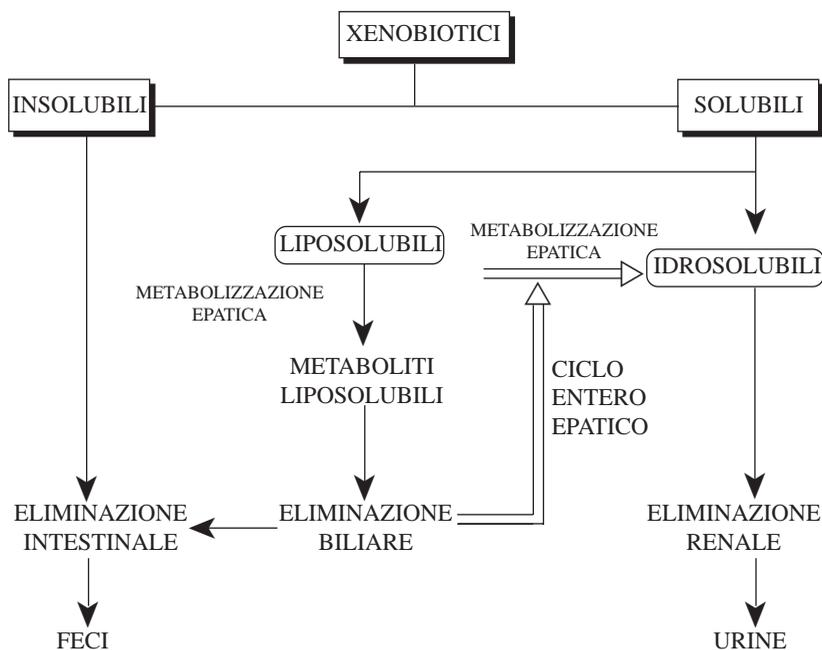 XENOBIOTICI
INSOLUBILI
SOLUBILI
LIPOSOLUBILI
METABOLIZZAZIONE
EPATICA
IDROSOLUBILI
METABOLIZZAZIONE
EPATICA
METABOLITI
LIPOSOLUBILI
CICLO
ENTERO
EPATICO
ELIMINAZIONE
INTESTINALE
ELIMINAZIONE
BILIARE
ELIMINAZIONE
RENALE
FECI
URINE